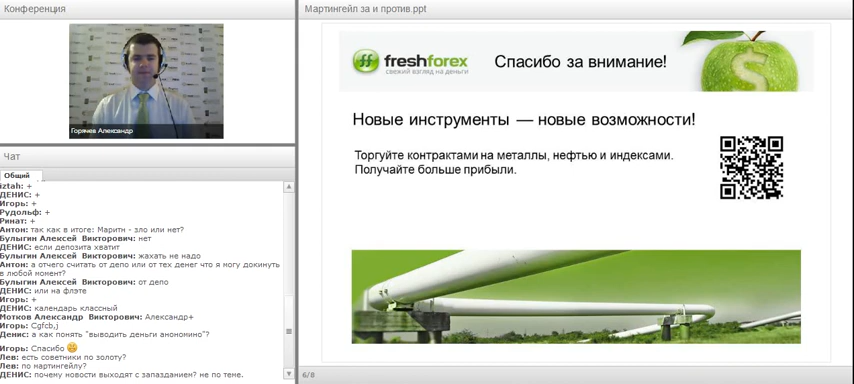 Конференция
Горячев Александр
Чат
Общий
iztah: +
ДЕНИС: +
Игорь: +
Рудольф: +
Ринат: +
Антон: так как в итоге: Маритн - зло или нет?
Булыгин Алексей Викторович: нет
ДЕНИС: если депозита хватит
Булыгин Алексей Викторович: жахать не надо
Антон: а отчего считать от депо или от тех денег что я могу докинуть
в любой момент?
Булыгин Алексей Викторович: от депо
ДЕНИС: или на флэте
Игорь: +
ДЕНИС: календарь классный
Мотков Александр Викторович: Александр+
Игорь: Cgfcb,j
Денис: а как понять "выводить деньги анономино"?
Игорь: Спасибо
Лев: есть советники по золоту?
Лев: по мартингейлу?
ДЕНИС: почему новости выходят с запазданием? не по теме.
Мартингейл за и против.ppt
freshforex
свежий взгляд на деньги
Спасибо за внимание!
Новые инструменты — новые возможности!
Торгуйте контрактами на металлы, нефтью и индексами.
Получайте больше прибыли.
6/8